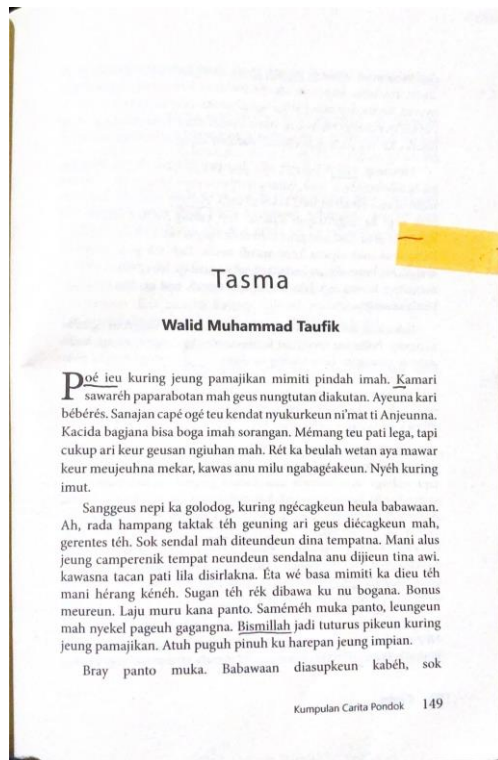 Tasma
Walid Muhammad Taufik
Poé ieu kuring jeung pamajikan mimiti pindah imah. Kamari
sawaréh paparabotan mah geus nungtutan diakutan. Ayeuna kari
bébérés. Sanajan capé ogé teu kendat nyukurkeun ni'mat ti Anjeunna.
Kacida bagjana bisa boga imah sorangan. Mémang teu pati lega, tapi
cukup ari keur geusan ngiuhan mah. Rét ka beulah wetan aya mawar
keur meujeuhna mekar, kawas anu milu ngabagéakeun. Nyéh kuring
imut.
Sanggeus nepi ka golodog, kuring ngécagkeun heula babawaan.
Ah, rada hampang taktak téh geuning ari geus diécagkeun mah,
gerentes téh. Sok sendal mah diteundeun dina tempatna. Mani alus
jeung camperenik tempat neundeun sendalna anu dijieun tina awi.
kawasna tacan pati lila disirlakna. Éta wé basa mimiti ka dieu téh
mani hérang kénéh. Sugan téh rék dibawa ku nu bogana. Bonus
meureun. Laju muru kana panto. Saméméh muka panto, leungeun
mah nyekel pageuh gagangna. Bismillah jadi tuturus pikeun kuring
jeung pamajikan. Atuh puguh pinuh ku harepan jeung impian.
Bray panto muka. Babawaan diasupkeun kabéh, sok
Kumpulan Carita Pondok 149